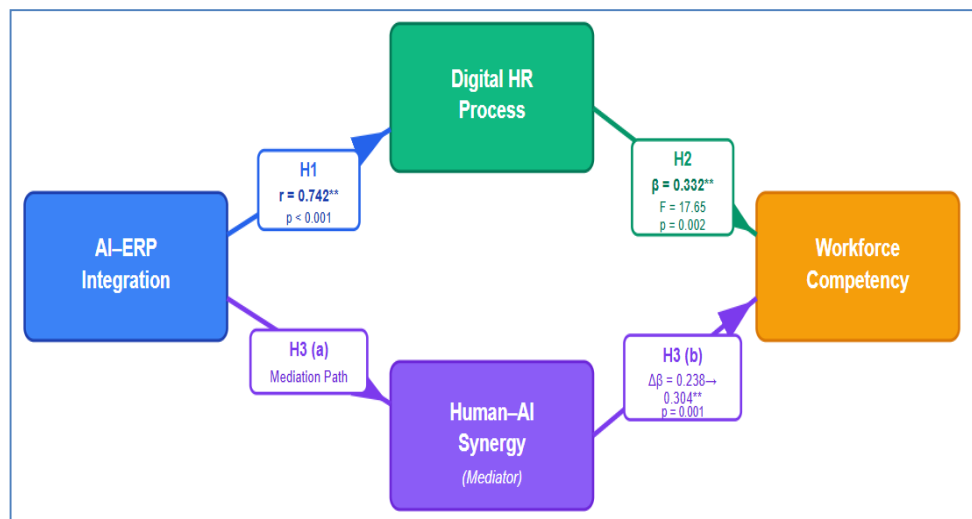 Digital HR
Process
H1
r = 0.742**
p < 0.001
H2
β = 0.332**
F = 17.65
p = 0.002
AI–ERP
Integration
Workforce
Competency
H3 (a)
Mediation Path
H3 (b)
Δβ = 0.238→
0.304**
p = 0.001
Human–AI
Synergy
(Mediator)